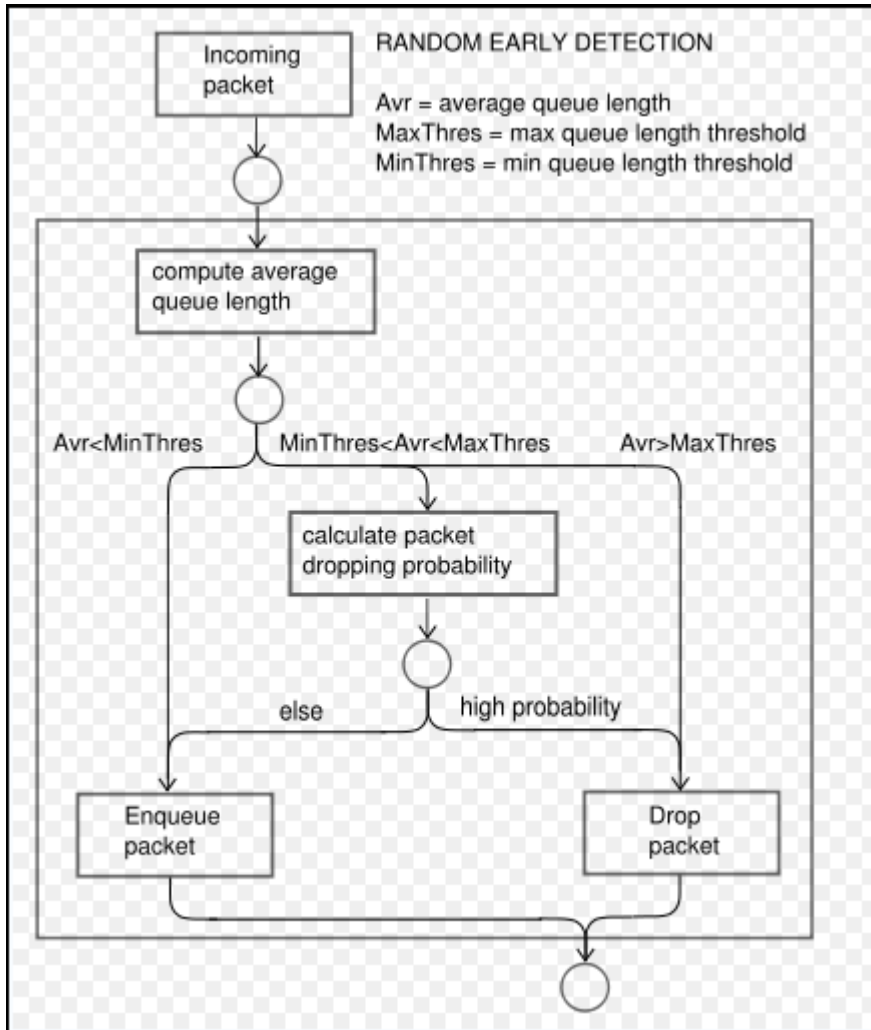 Incoming
packet
RANDOM EARLY DETECTION
Avr = average queue length
MaxThres = max queue length threshold
MinThres = min queue length threshold
compute average
queue length
Avr<MinThres
MinThres<Avr<MaxThres
Avr>MaxThres
calculate packet
dropping probability
else
high probability
Enqueue
packet
Drop
packet